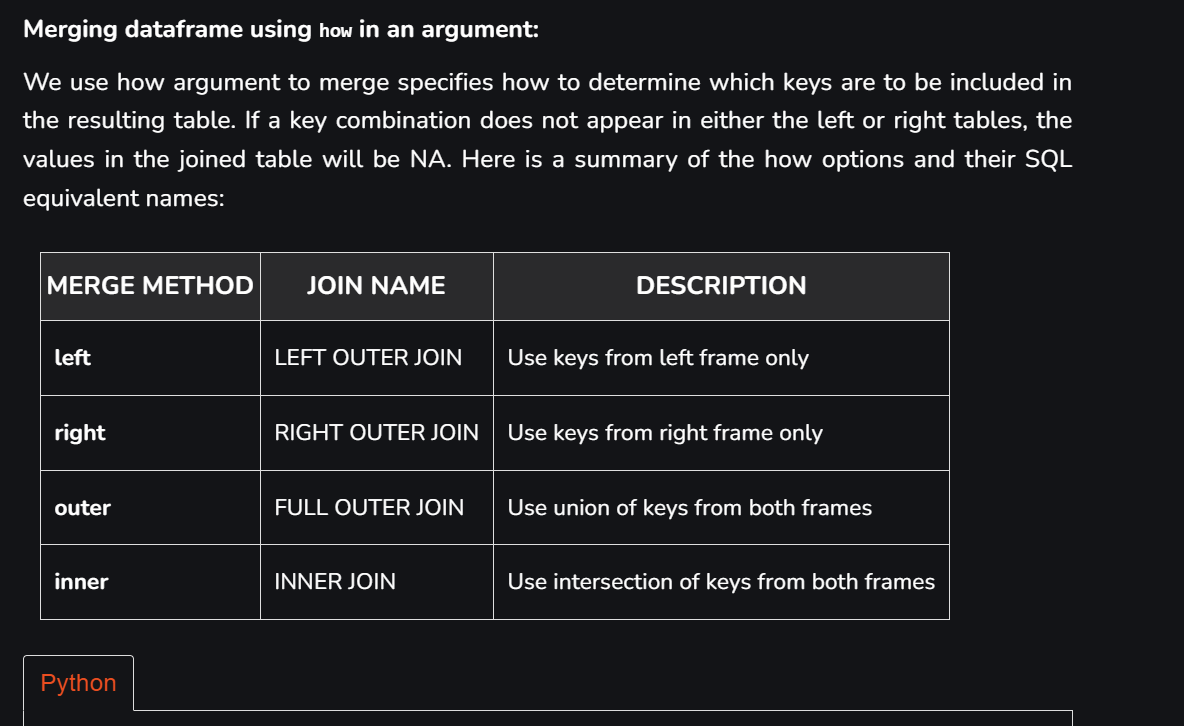 Merging dataframe using how in an argument:
We use how argument to merge specifies how to determine which keys are to be included in
the resulting table. If a key combination does not appear in either the left or right tables, the
values in the joined table will be NA. Here is a summary of the how options and their SQL
equivalent names:
MERGE METHOD JOIN NAME DESCRIPTION
left LEFT OUTER JOIN Use keys from left frame only
right RIGHT OUTER JOIN Use keys from right frame only
outer FULL OUTER JOIN Use union of keys from both frames
inner INNER JOIN Use intersection of keys from both frames
Python